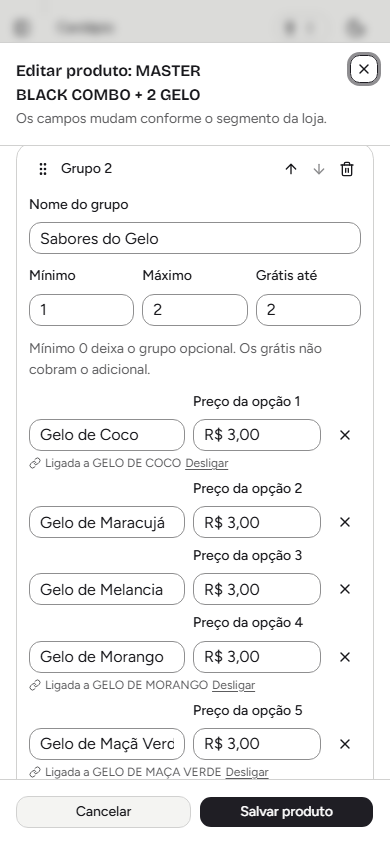 Editar produto: MASTER
BLACK COMBO + 2 GELO
Os campos mudam conforme o segmento da loja.
Grupo 2
Nome do grupo
Sabores do Gelo
Mínimo Máximo Grátis até
1 2 2
Mínimo 0 deixa o grupo opcional. Os grátis não
cobram o adicional.
Preço da opção 1
Gelo de Coco R$ 3,00
Ligada a GELO DE COCO Desligar
Preço da opção 2
Gelo de Maracujá R$ 3,00
Preço da opção 3
Gelo de Melancia R$ 3,00
Preço da opção 4
Gelo de Morango R$ 3,00
Ligada a GELO DE MORANGO Desligar
Preço da opção 5
Gelo de Maçã Verd R$ 3,00
Ligada a GELO DE MAÇA VERDE Desligar
Cancelar Salvar produto